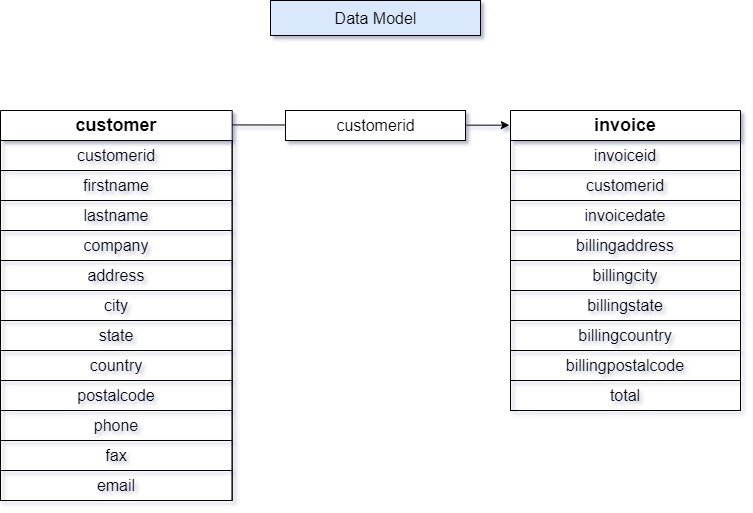 Data Model
customer
customerid
firstname
lastname
company
address
city
state
country
postalcode
phone
fax
email
customerid
invoice
invoiceid
customerid
invoicedate
billingaddress
billingcity
billingstate
billingcountry
billingpostalcode
total